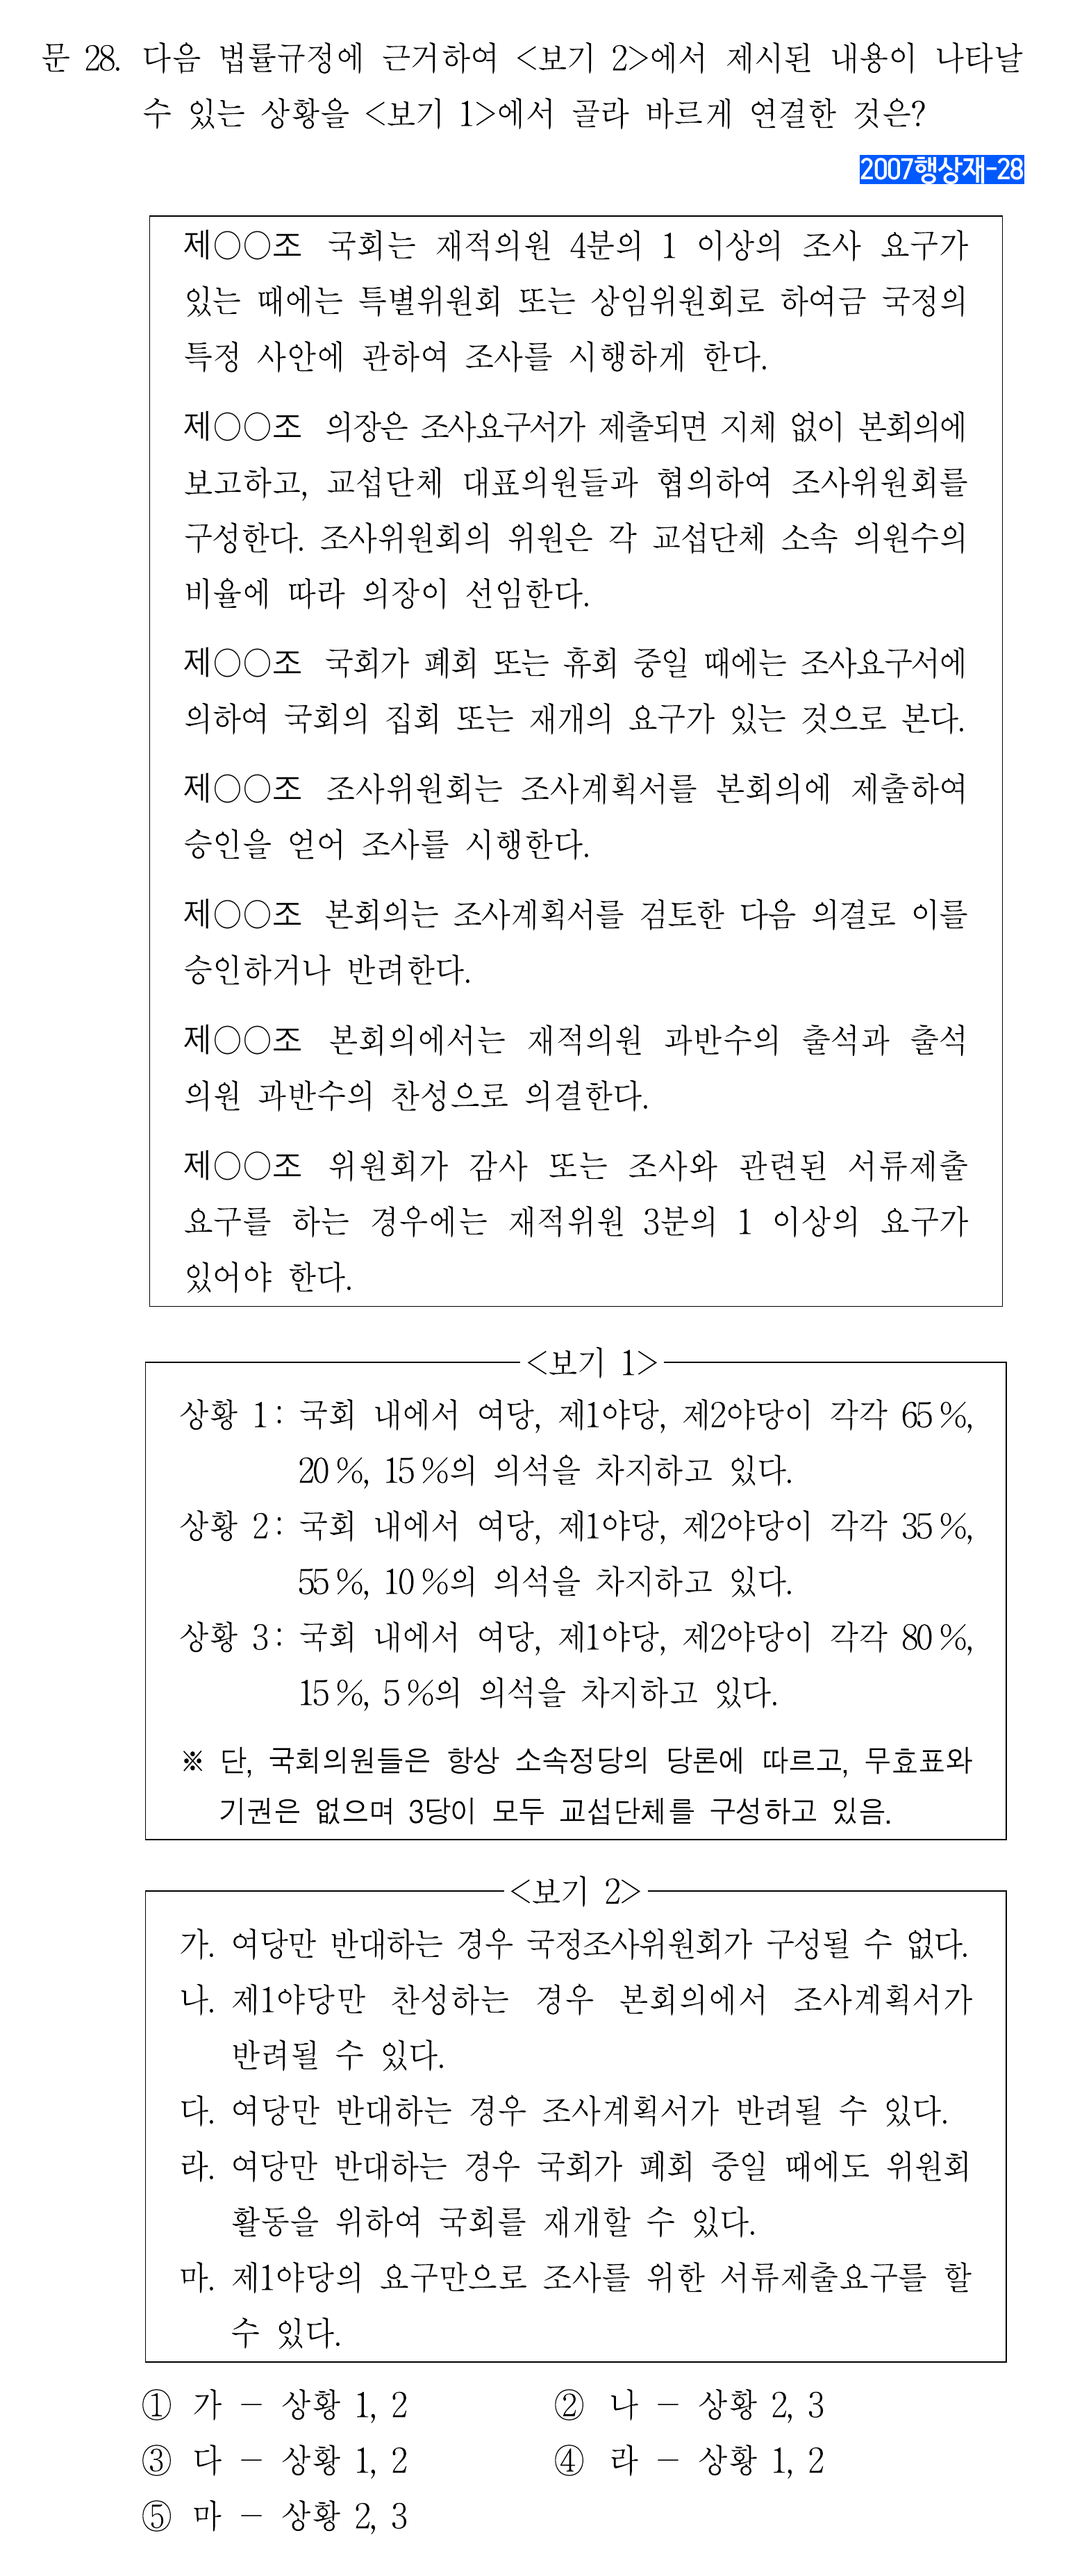 문 28. 다음 법률규정에 근거하여 <보기 2>에서 제시된 내용이 나타날
수 있는 상황을 <보기 1>에서 골라 바르게 연결한 것은?
2007행상재-28
제○○조 국회는 재적의원 4분의 1 이상의 조사 요구가
있는 때에는 특별위원회 또는 상임위원회로 하여금 국정의
특정 사안에 관하여 조사를 시행하게 한다.
제○○조 의장은 조사요구서가 제출되면 지체 없이 본회의에
보고하고, 교섭단체 대표의원들과 협의하여 조사위원회를
구성한다. 조사위원회의 위원은 각 교섭단체 소속 의원수의
비율에 따라 의장이 선임한다.
제○○조 국회가 폐회 또는 휴회 중일 때에는 조사요구서에
의하여 국회의 집회 또는 재개의 요구가 있는 것으로 본다.
제○○조 조사위원회는 조사계획서를 본회의에 제출하여
승인을 얻어 조사를 시행한다.
제○○조 본회의는 조사계획서를 검토한 다음 의결로 이를
승인하거나 반려한다.
제○○조 본회의에서는 재적의원 과반수의 출석과 출석
의원 과반수의 찬성으로 의결한다.
제○○조 위원회가 감사 또는 조사와 관련된 서류제출
요구를 하는 경우에는 재적위원 3분의 1 이상의 요구가
있어야 한다.
<보기 1>
상황 1: 국회 내에서 여당, 제1야당, 제2야당이 각각 65%,
20%, 15%의 의석을 차지하고 있다.
상황 2: 국회 내에서 여당, 제1야당, 제2야당이 각각 35%,
55%, 10%의 의석을 차지하고 있다.
상황 3: 국회 내에서 여당, 제1야당, 제2야당이 각각 80%,
15%, 5%의 의석을 차지하고 있다.
※ 단, 국회의원들은 항상 소속정당의 당론에 따르고, 무효표와
기권은 없으며 3당이 모두 교섭단체를 구성하고 있음.
<보기 2>
가. 여당만 반대하는 경우 국정조사위원회가 구성될 수 없다.
나. 제1야당만 찬성하는 경우 본회의에서 조사계획서가
반려될 수 있다.
다. 여당만 반대하는 경우 조사계획서가 반려될 수 있다.
라. 여당만 반대하는 경우 국회가 폐회 중일 때에도 위원회
활동을 위하여 국회를 재개할 수 있다.
마. 제1야당의 요구만으로 조사를 위한 서류제출요구를 할
수 있다.
① 가 - 상황 1, 2 ② 나 - 상황 2, 3
③ 다 - 상황 1, 2 ④ 라 - 상황 1, 2
⑤ 마 - 상황 2, 3